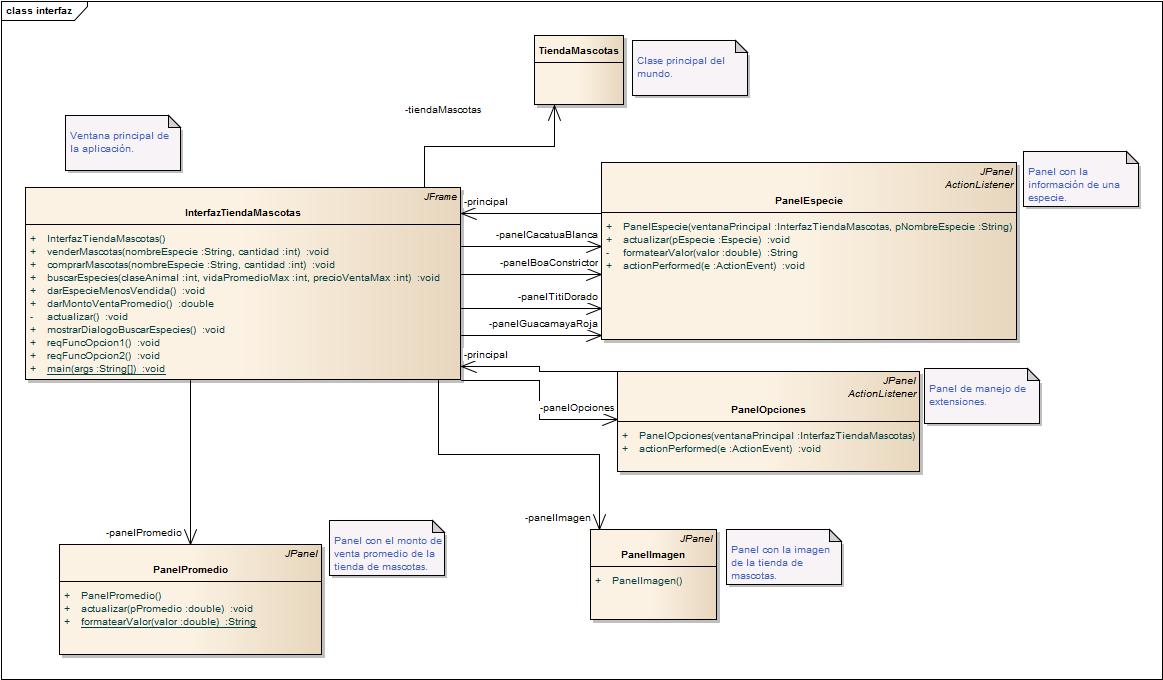 class interfaz
TiendaMascotas
Clase principal del
mundo.
-tiendaMascotas
Ventana principal de
la aplicación.
JFrame
InterfazTiendaMascotas
+ InterfazTiendaMascotas()
+ venderMascotas(nombreEspecie :String, cantidad :int) :void
+ comprarMascotas(nombreEspecie :String, cantidad :int) :void
+ buscarEspecies(claseAnimal :int, vidaPromedioMax :int, precioVentaMax :int) :void
+ darEspecieMenosVendida() :void
+ darMontoVentaPromedio() :double
- actualizar() :void
+ mostrarDialogoBuscarEspecies() :void
+ reqFuncOpcion1() :void
+ reqFuncOpcion2() :void
+ main(args :String[]) :void
-principal
-panelCacatuaBlanca
-panelBoaConstrictor
-panelTitiDorado
-panelGuacamayaRoja
JPanel
ActionListener
PanelEspecie
+ PanelEspecie(ventanaPrincipal :InterfazTiendaMascotas, pNombreEspecie :String)
+ actualizar(pEspecie :Especie) :void
- formatearValor(valor :double) :String
+ actionPerformed(e :ActionEvent) :void
Panel con la
información de una
especie.
-principal
-panelOpciones
JPanel
ActionListener
PanelOpciones
+ PanelOpciones(ventanaPrincipal :InterfazTiendaMascotas)
+ actionPerformed(e :ActionEvent) :void
Panel de manejo de
extensiones.
-panelPromedio
JPanel
PanelPromedio
+ PanelPromedio()
+ actualizar(pPromedio :double) :void
+ formatearValor(valor :double) :String
Panel con el monto de
venta promedio de la
tienda de mascotas.
-panelImagen
JPanel
PanelImagen
+ PanelImagen()
Panel con la imagen
de la tienda de
mascotas.